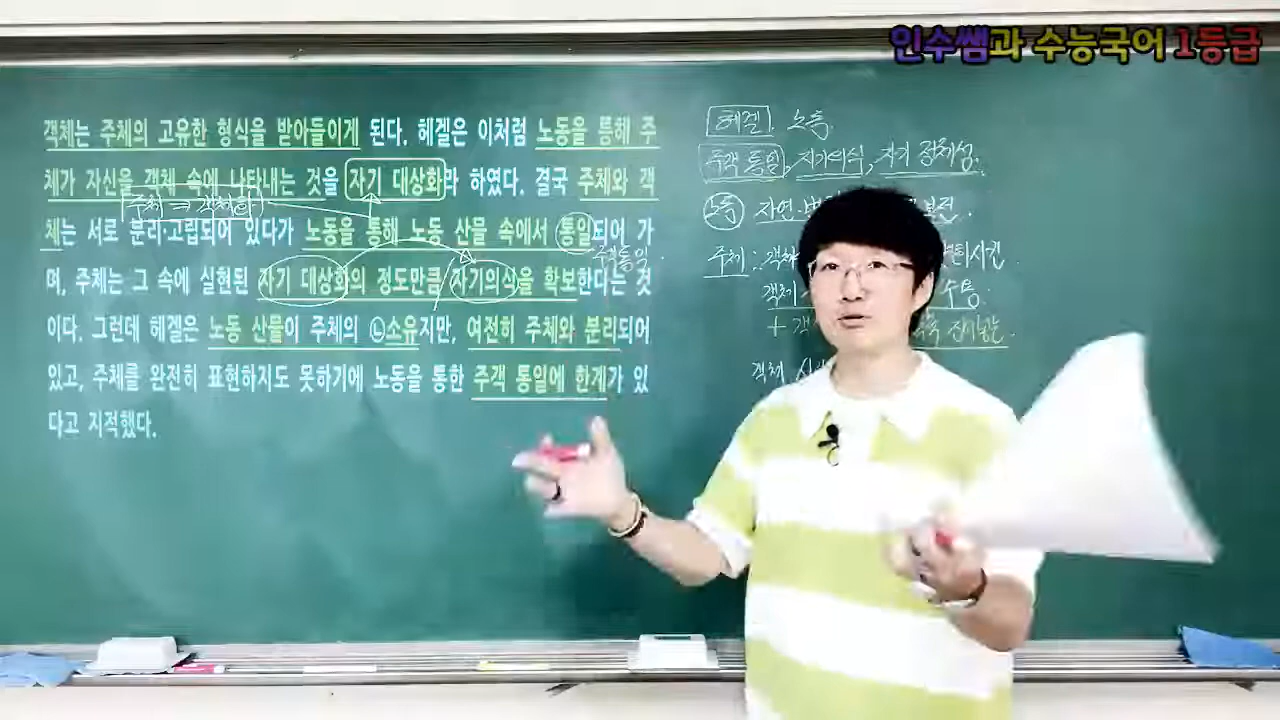 인수쌤과 수능국어 1등급
객체는 주체의 고유한 형식을 받아들이게 된다. 헤겔은 이처럼 노동을 통해 주
체가 자신을 객체 속에 나타내는 것을 자기 대상화라 하였다. 결국 주체와 객
주체 ⇒ 객체화
체는 서로 분리·고립되어 있다가 노동을 통해 노동 산물 속에서 통일되어 가
주객통일.
며, 주체는 그 속에 실현된 자기 대상화의 정도만큼 자기의식을 확보한다는 것
이다. 그런데 헤겔은 노동 산물이 주체의 ㉡소유지만, 여전히 주체와 분리되어
있고, 주체를 완전히 표현하지도 못하기에 노동을 통한 주객 통일에 한계가 있
다고 지적했다.
헤겔. 노동.
주객 통일, 자기의식, 자기 정체성.
노동 자연
주체 : 객체
객체 수동.
+ 객
객체